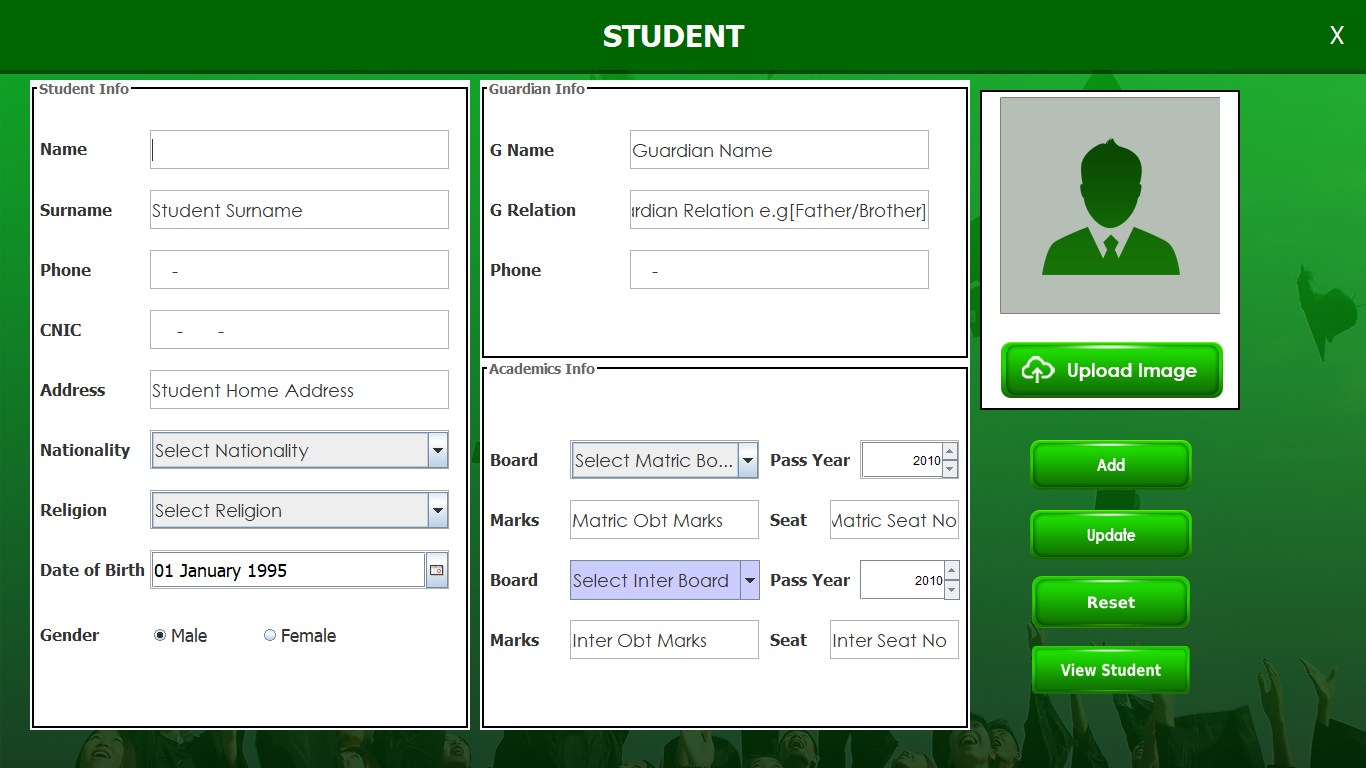 STUDENT
X
Student Info
Name
Surname Student Surname
Phone -
CNIC - -
Address Student Home Address
Nationality Select Nationality
Religion Select Religion
Date of Birth 01 January 1995
Gender Male Female
Guardian Info
G Name Guardian Name
G Relation rdian Relation e.g[Father/Brother]
Phone -
Academics Info
Board Select Matric Bo... Pass Year 2010
Marks Matric Obt Marks Seat Matric Seat No
Board Select Inter Board Pass Year 2010
Marks Inter Obt Marks Seat Inter Seat No
Upload Image
Add
Update
Reset
View Student